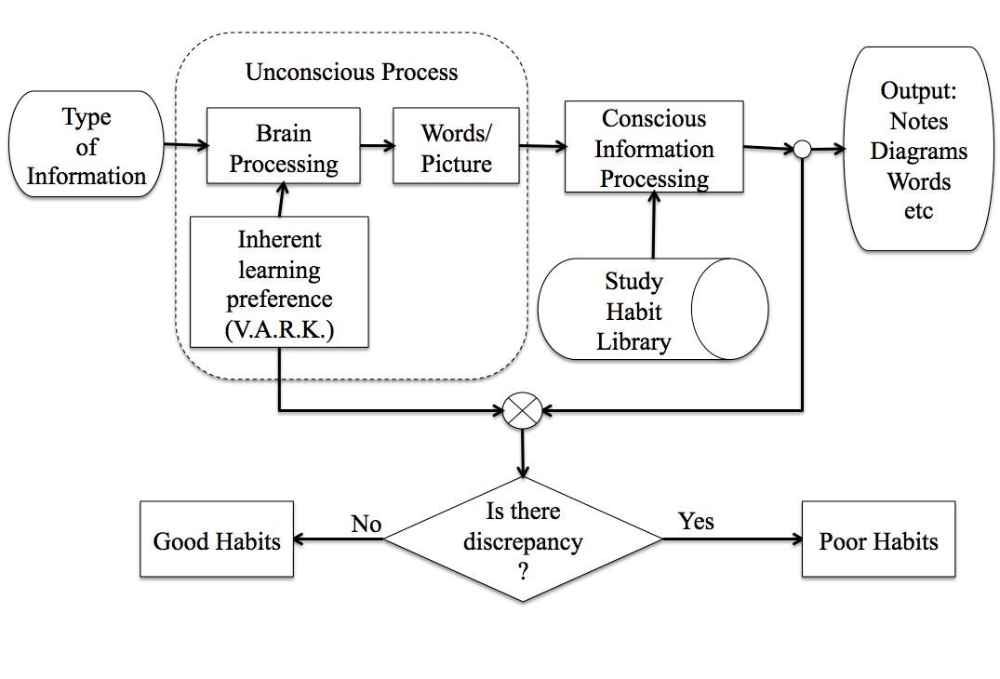 Unconscious Process
Type
of
Information
Brain
Processing
Words/
Picture
Conscious
Information
Processing
Output:
Notes
Diagrams
Words
etc
Inherent
learning
preference
(V.A.R.K.)
Study
Habit
Library
Is there
discrepancy
?
No
Yes
Good Habits
Poor Habits